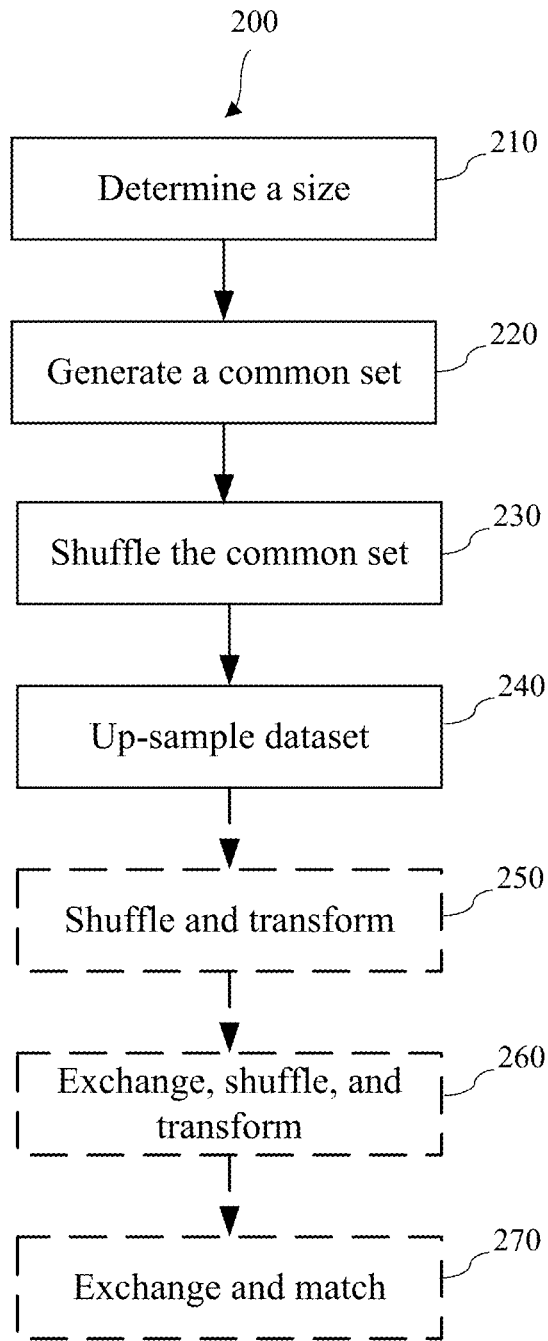 200
210
Determine a size
220
Generate a common set
230
Shuffle the common set
240
Up-sample dataset
250
Shuffle and transform
260
Exchange, shuffle, and
transform
270
Exchange and match